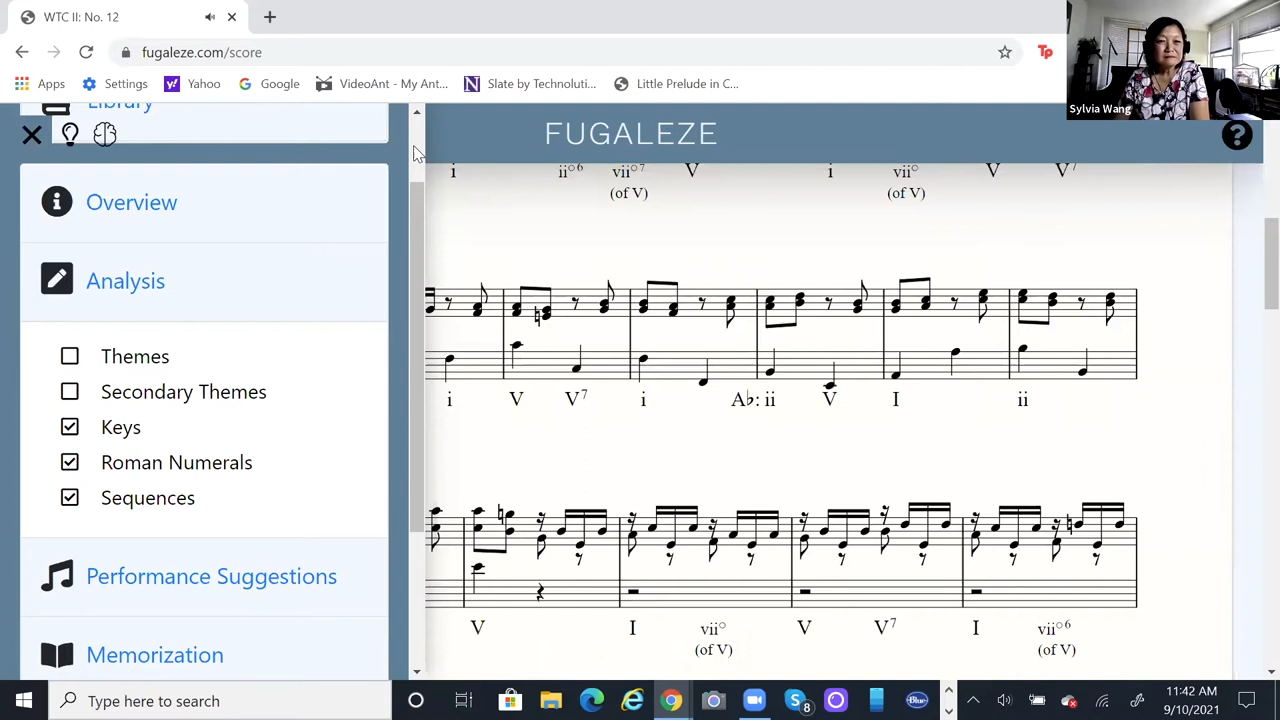 WTC II: No. 12
fugaleze.com/score
Apps Settings Yahoo Google VideoAnt - My Ant... Slate by Technoluti... Little Prelude in C...
Sylvia Wang
Library
FUGALEZE
Overview
Analysis
Themes
Secondary Themes
Keys
Roman Numerals
Sequences
Performance Suggestions
Memorization
i ii°⁶ vii°⁷ V i vii° V V⁷
(of V) (of V)
i V V⁷ i A♭: ii V I ii
V I vii° V V⁷ I vii°⁶
(of V) (of V)
Type here to search
8
Blue
11:42 AM
9/10/2021